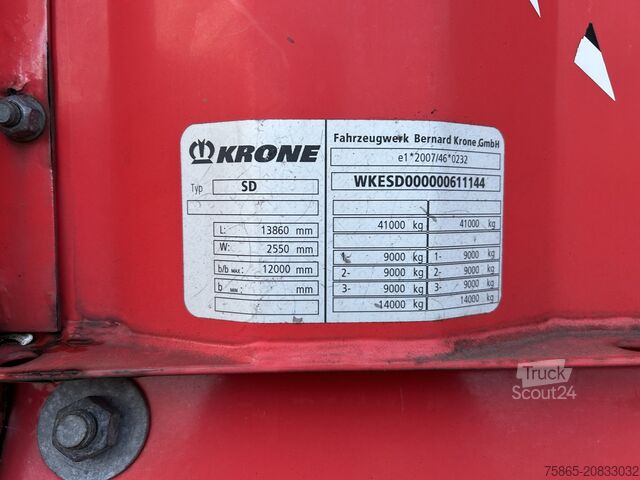 KRONE
Typ SD
L: 13860 mm
W: 2550 mm
b/b MAX.: 12000 mm
b MIN.: mm
Fahrzeugwerk Bernard Krone GmbH
e1*2007/46*0232
WKESD000000611144
41000 kg 41000 kg
1- 9000 kg 1- 9000 kg
2- 9000 kg 2- 9000 kg
3- 9000 kg 3- 9000 kg
14000 kg 14000 kg
Truck
Scout24
75865-20833032